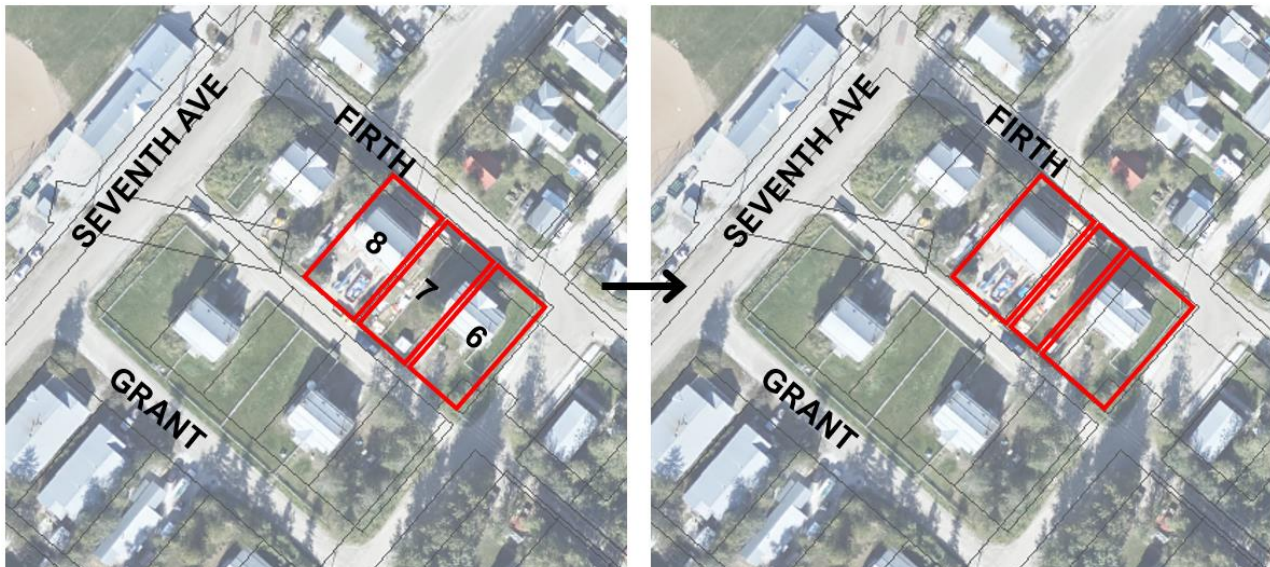 SEVENTH AVE
FIRTH
8
7
6
GRANT
SEVENTH AVE
FIRTH
GRANT